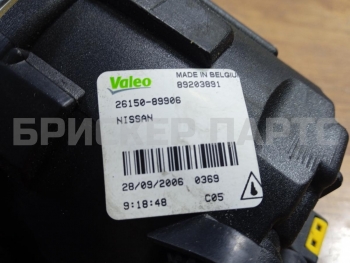 Valeo
MADE IN BELGIUM
89203891
26150-89906
NISSAN
БРИСКЕР-ПАРТС
28/09/2006 0369
9:18:48 C05